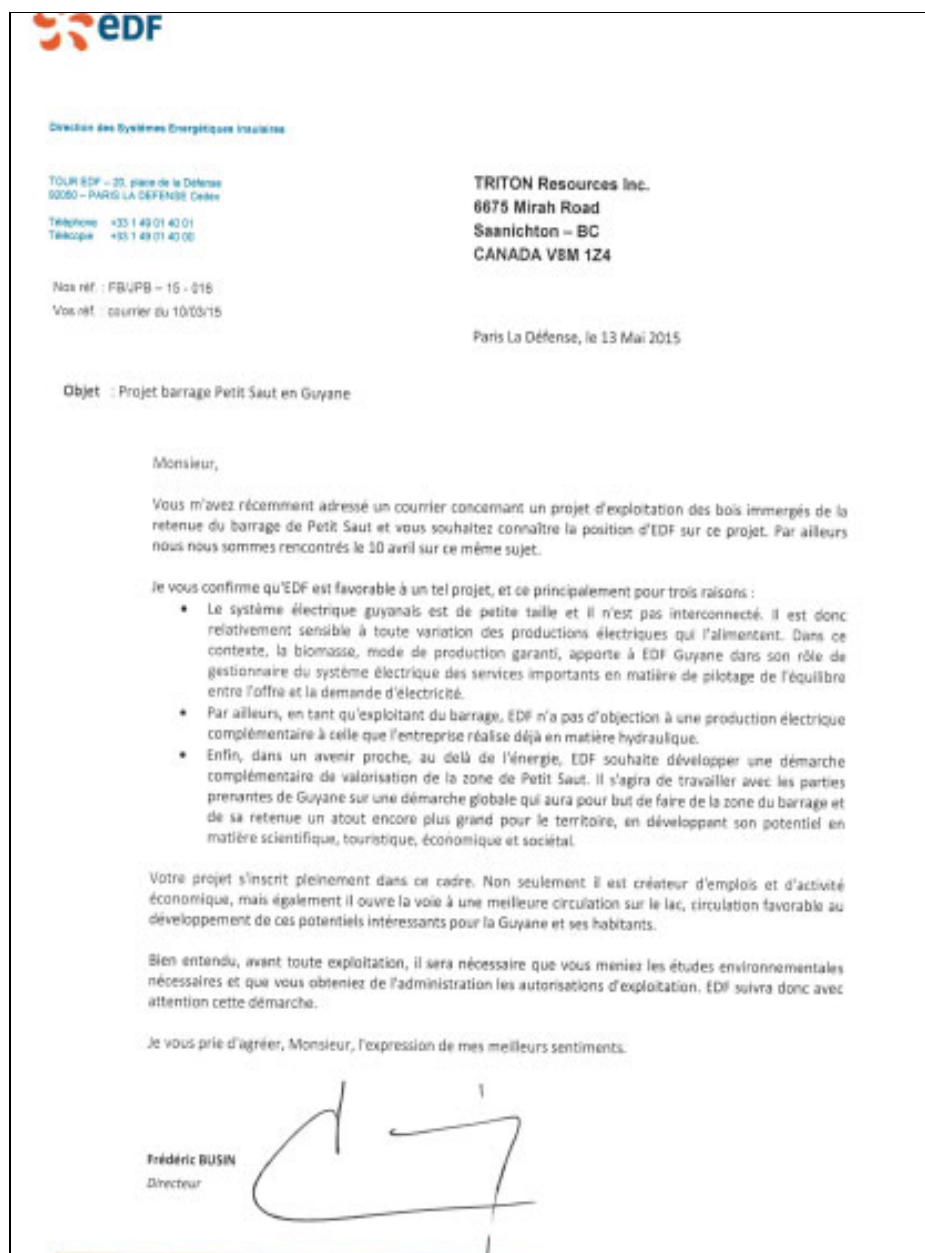 eDF
Direction des Systèmes Energétiques Insulaires
TOUR EDF – 20, place de la Défense
92050 – PARIS LA DEFENSE Cedex
Téléphone +33 1 49 01 40 01
Télécopie +33 1 49 01 40 00
Nos réf. : FB/JPB – 15 - 016
Vos réf. : courrier du 10/03/15
TRITON Resources Inc.
6675 Mirah Road
Saanichton – BC
CANADA V8M 1Z4
Paris La Défense, le 13 Mai 2015
Objet : Projet barrage Petit Saut en Guyane
Monsieur,
Vous m'avez récemment adressé un courrier concernant un projet d'exploitation des bois immergés de la
retenue du barrage de Petit Saut et vous souhaitez connaître la position d'EDF sur ce projet. Par ailleurs
nous nous sommes rencontrés le 10 avril sur ce même sujet.
Je vous confirme qu'EDF est favorable à un tel projet, et ce principalement pour trois raisons :
• Le système électrique guyanais est de petite taille et il n'est pas interconnecté. Il est donc
relativement sensible à toute variation des productions électriques qui l'alimentent. Dans ce
contexte, la biomasse, mode de production garanti, apporte à EDF Guyane dans son rôle de
gestionnaire du système électrique des services importants en matière de pilotage de l'équilibre
entre l'offre et la demande d'électricité.
• Par ailleurs, en tant qu'exploitant du barrage, EDF n'a pas d'objection à une production électrique
complémentaire à celle que l'entreprise réalise déjà en matière hydraulique.
• Enfin, dans un avenir proche, au delà de l'énergie, EDF souhaite développer une démarche
complémentaire de valorisation de la zone de Petit Saut. Il s'agira de travailler avec les parties
prenantes de Guyane sur une démarche globale qui aura pour but de faire de la zone du barrage et
de sa retenue un atout encore plus grand pour le territoire, en développant son potentiel en
matière scientifique, touristique, économique et sociétal.
Votre projet s'inscrit pleinement dans ce cadre. Non seulement il est créateur d'emplois et d'activité
économique, mais également il ouvre la voie à une meilleure circulation sur le lac, circulation favorable au
développement de ces potentiels intéressants pour la Guyane et ses habitants.
Bien entendu, avant toute exploitation, il sera nécessaire que vous meniez les études environnementales
nécessaires et que vous obteniez de l'administration les autorisations d'exploitation. EDF suivra donc avec
attention cette démarche.
Je vous prie d'agréer, Monsieur, l'expression de mes meilleurs sentiments.
Frédéric BUSIN
Directeur